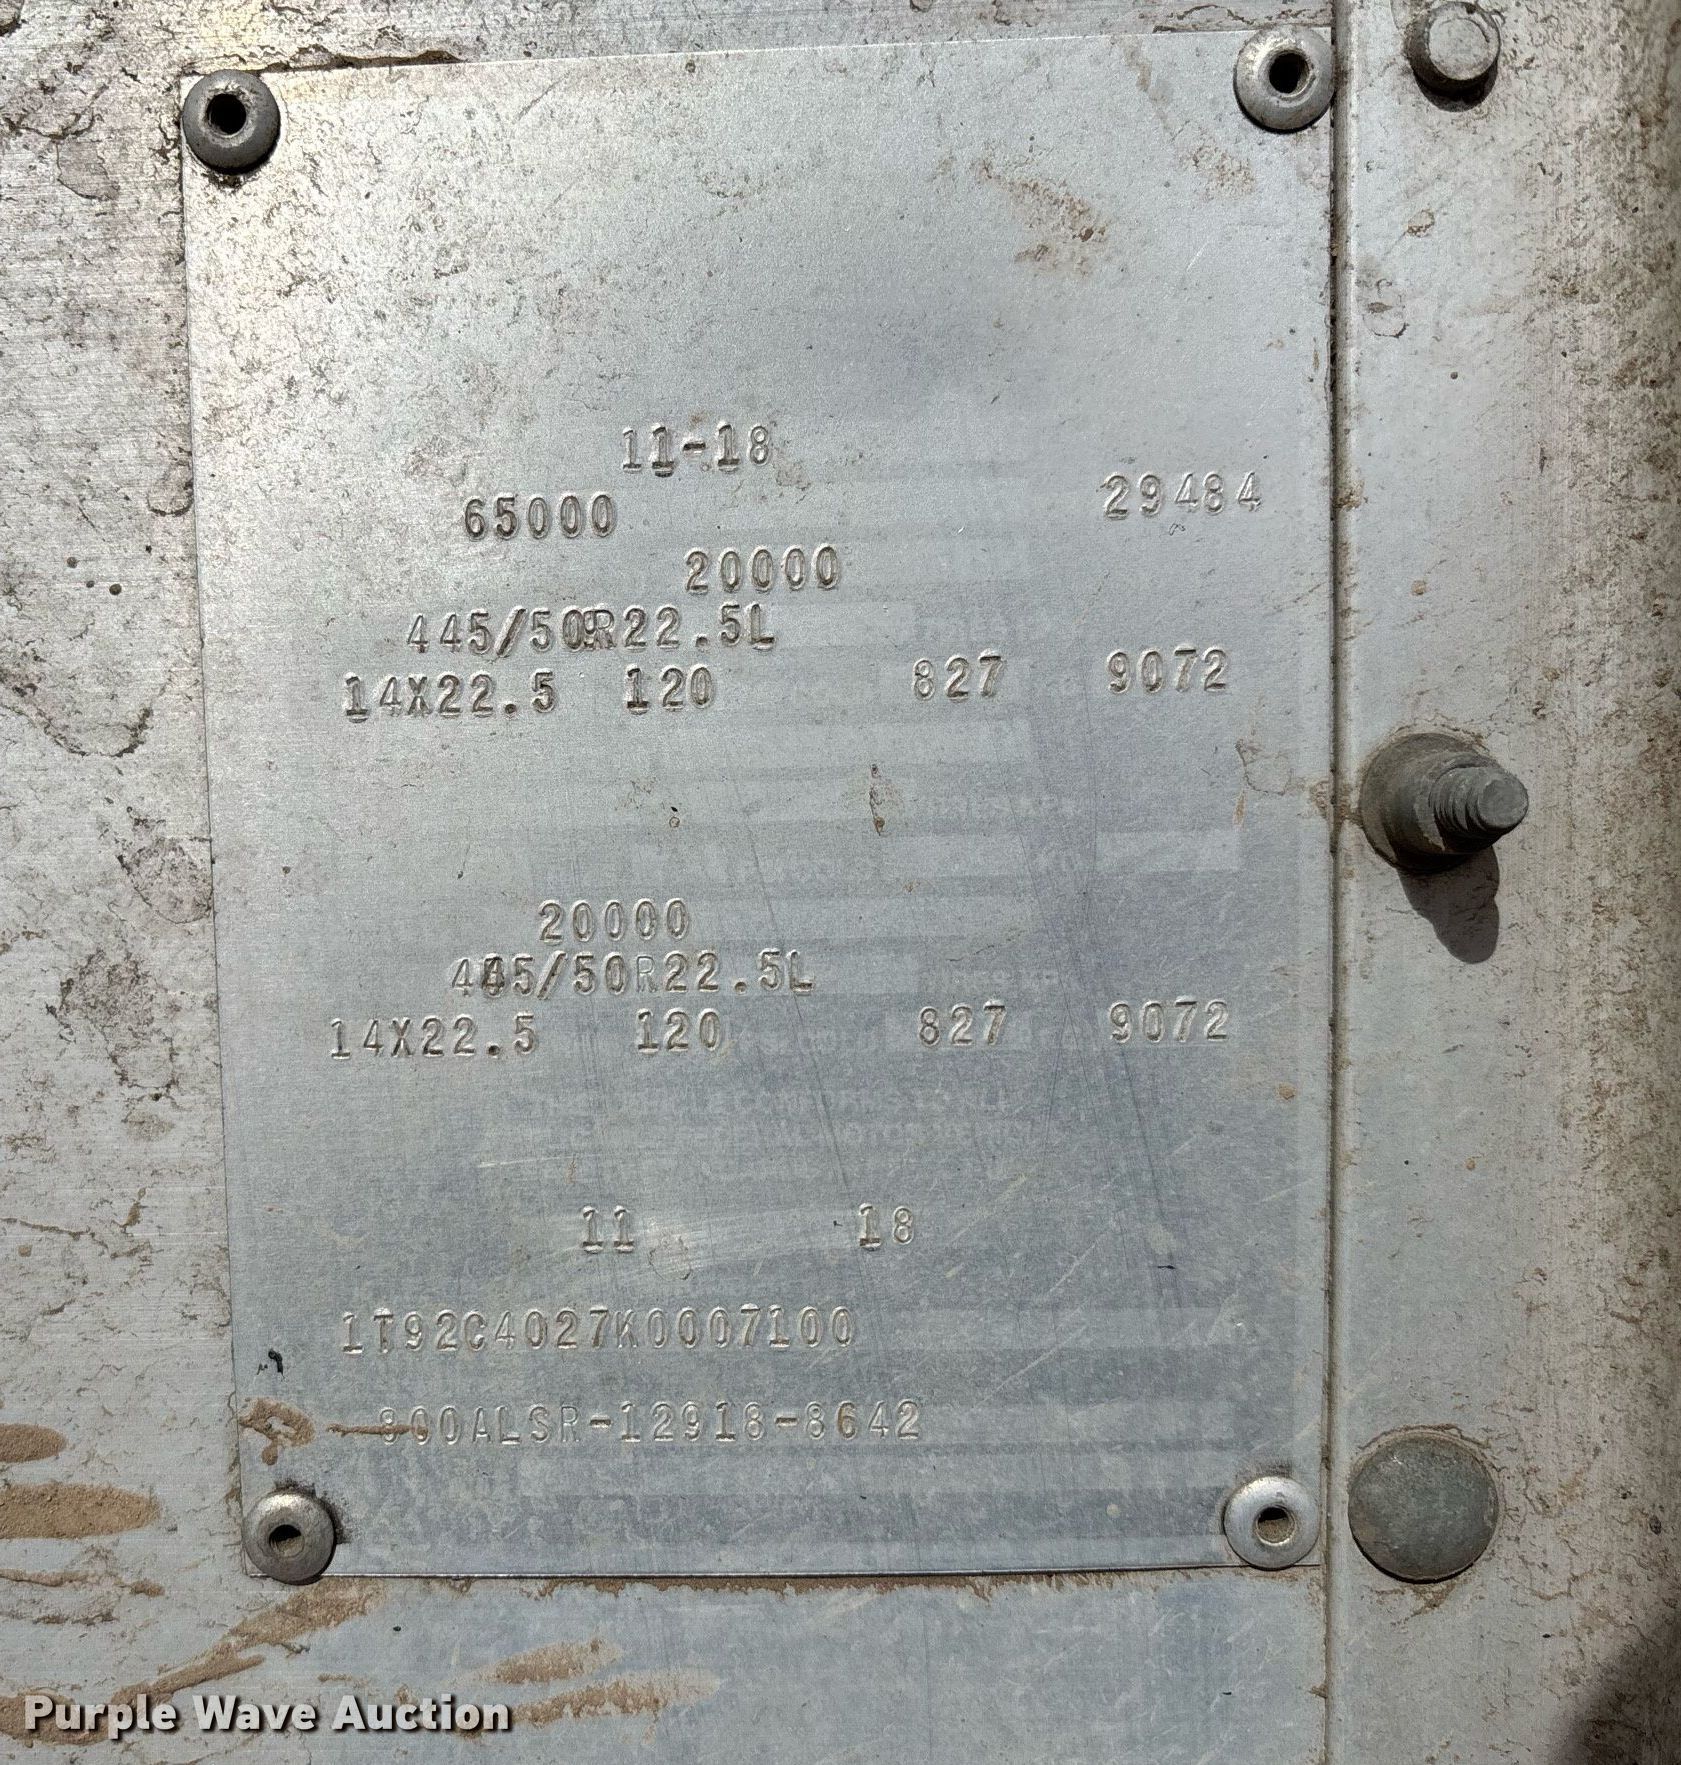 11-18
65000 29484
20000
445/50R22.5L
14X22.5 120 827 9072
20000
445/50R22.5L
14X22.5 120 827 9072
11 18
1T92C4027K0007100
800ALSR-12918-8642
Purple Wave Auction